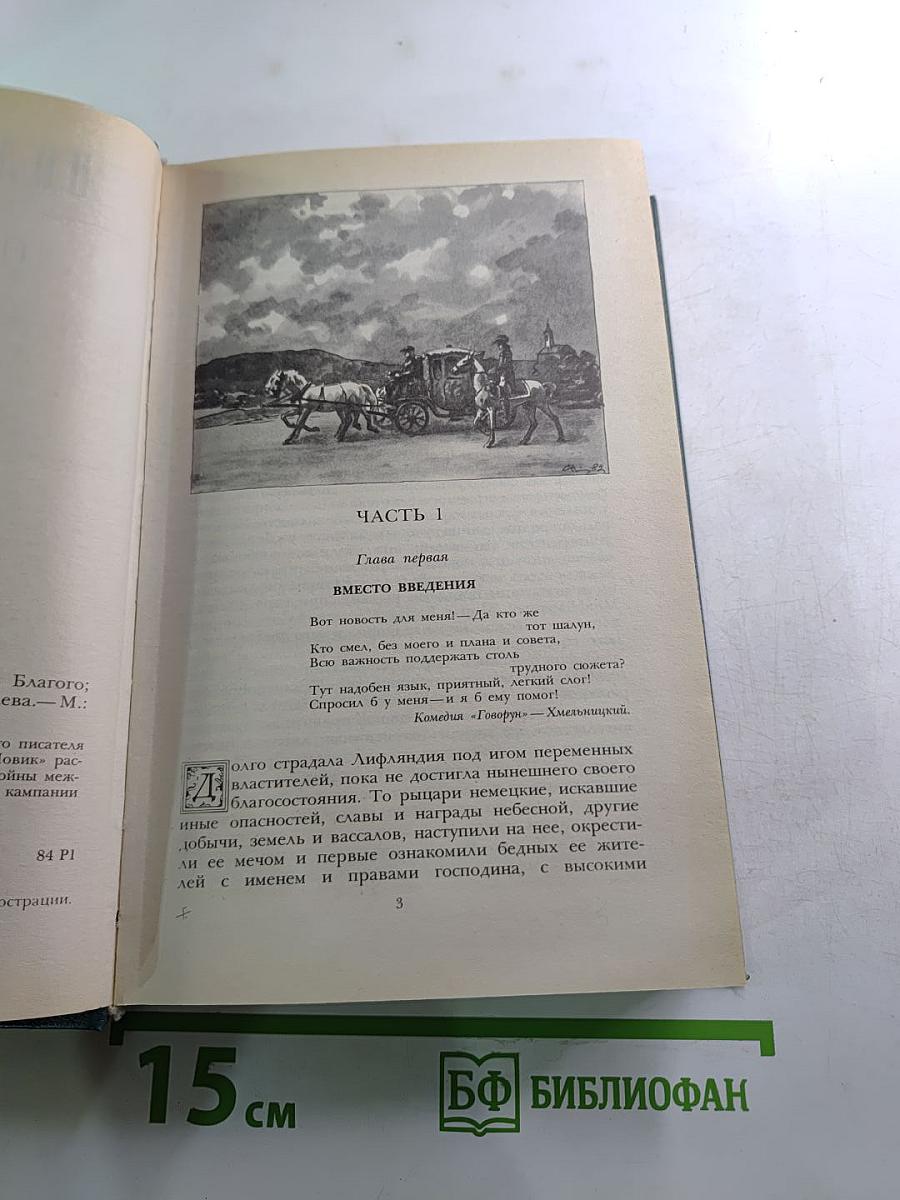 Благого;
ева.— М.:
го писателя
Новик» рас-
ойны меж-
кампании
84 Р1
острации.
ЧАСТЬ 1
Глава первая
ВМЕСТО ВВЕДЕНИЯ
Вот новость для меня!—Да кто же
тот шалун,
Кто смел, без моего и плана и совета,
Всю важность поддержать столь
трудного сюжета?
Тут надобен язык, приятный, легкий слог!
Спросил б у меня—и я б ему помог!
Комедия «Говорун»—Хмельницкий.
Долго страдала Лифляндия под игом переменных
властителей, пока не достигла нынешнего своего
благосостояния. То рыцари немецкие, искавшие
иные опасностей, славы и награды небесной, другие
добычи, земель и вассалов, наступили на нее, окрести-
ли ее мечом и первые ознакомили бедных ее жите-
лей с именем и правами господина, с высокими
3
15 см
БФ БИБЛИОФАН